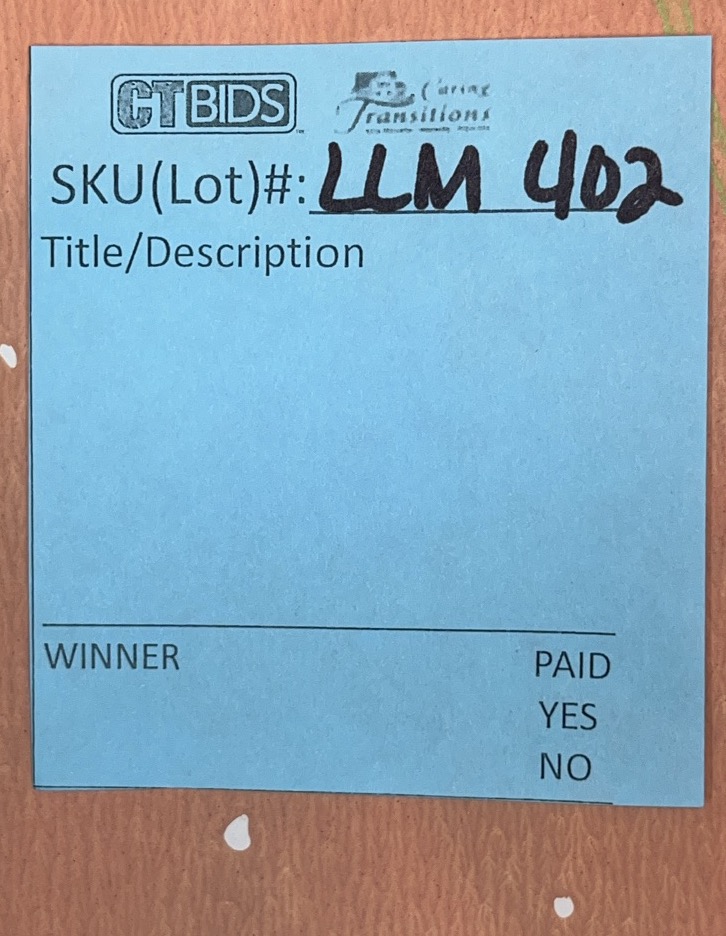 CTBIDS
Caring
Transitions
SKU(Lot)#: LLM 402
Title/Description
WINNER
PAID
YES
NO